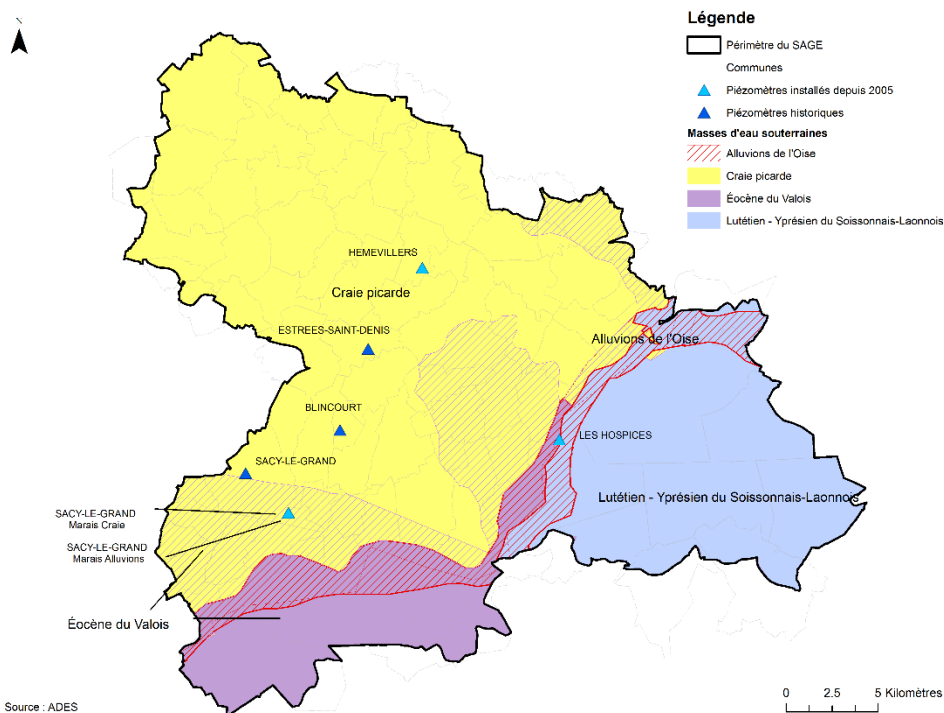 N
Légende
Périmètre du SAGE
Communes
Piézomètres installés depuis 2005
Piézomètres historiques
Masses d'eau souterraines
Alluvions de l'Oise
Craie picarde
Éocène du Valois
Lutétien - Yprésien du Soissonnais-Laonnois
HEMEVILLERS
Craie picarde
ESTREES-SAINT-DENIS
Alluvions de l'Oise
BLINCOURT
LES HOSPICES
SACY-LE-GRAND
Lutétien - Yprésien du Soissonnais-Laonnois
SACY-LE-GRAND
Marais Craie
SACY-LE-GRAND
Marais Alluvions
Éocène du Valois
Source : ADES
0 2.5 5 Kilomètres